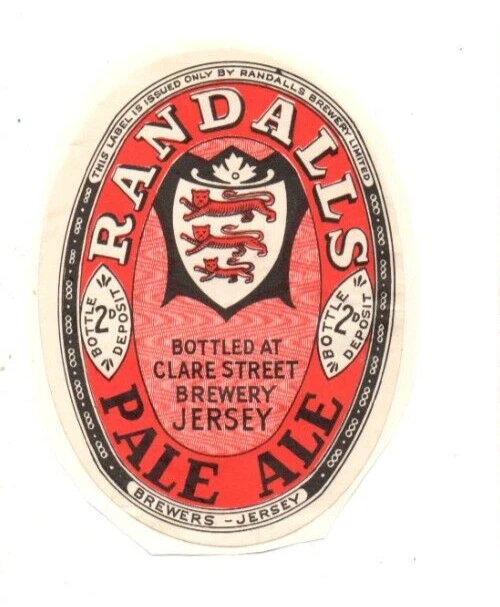 THIS LABEL IS ISSUED ONLY BY RANDALLS BREWERY LIMITED
RANDALLS
BOTTLE
2D
DEPOSIT
BOTTLE
2D
DEPOSIT
BOTTLED AT
CLARE STREET
BREWERY
JERSEY
PALE ALE
BREWERS - JERSEY